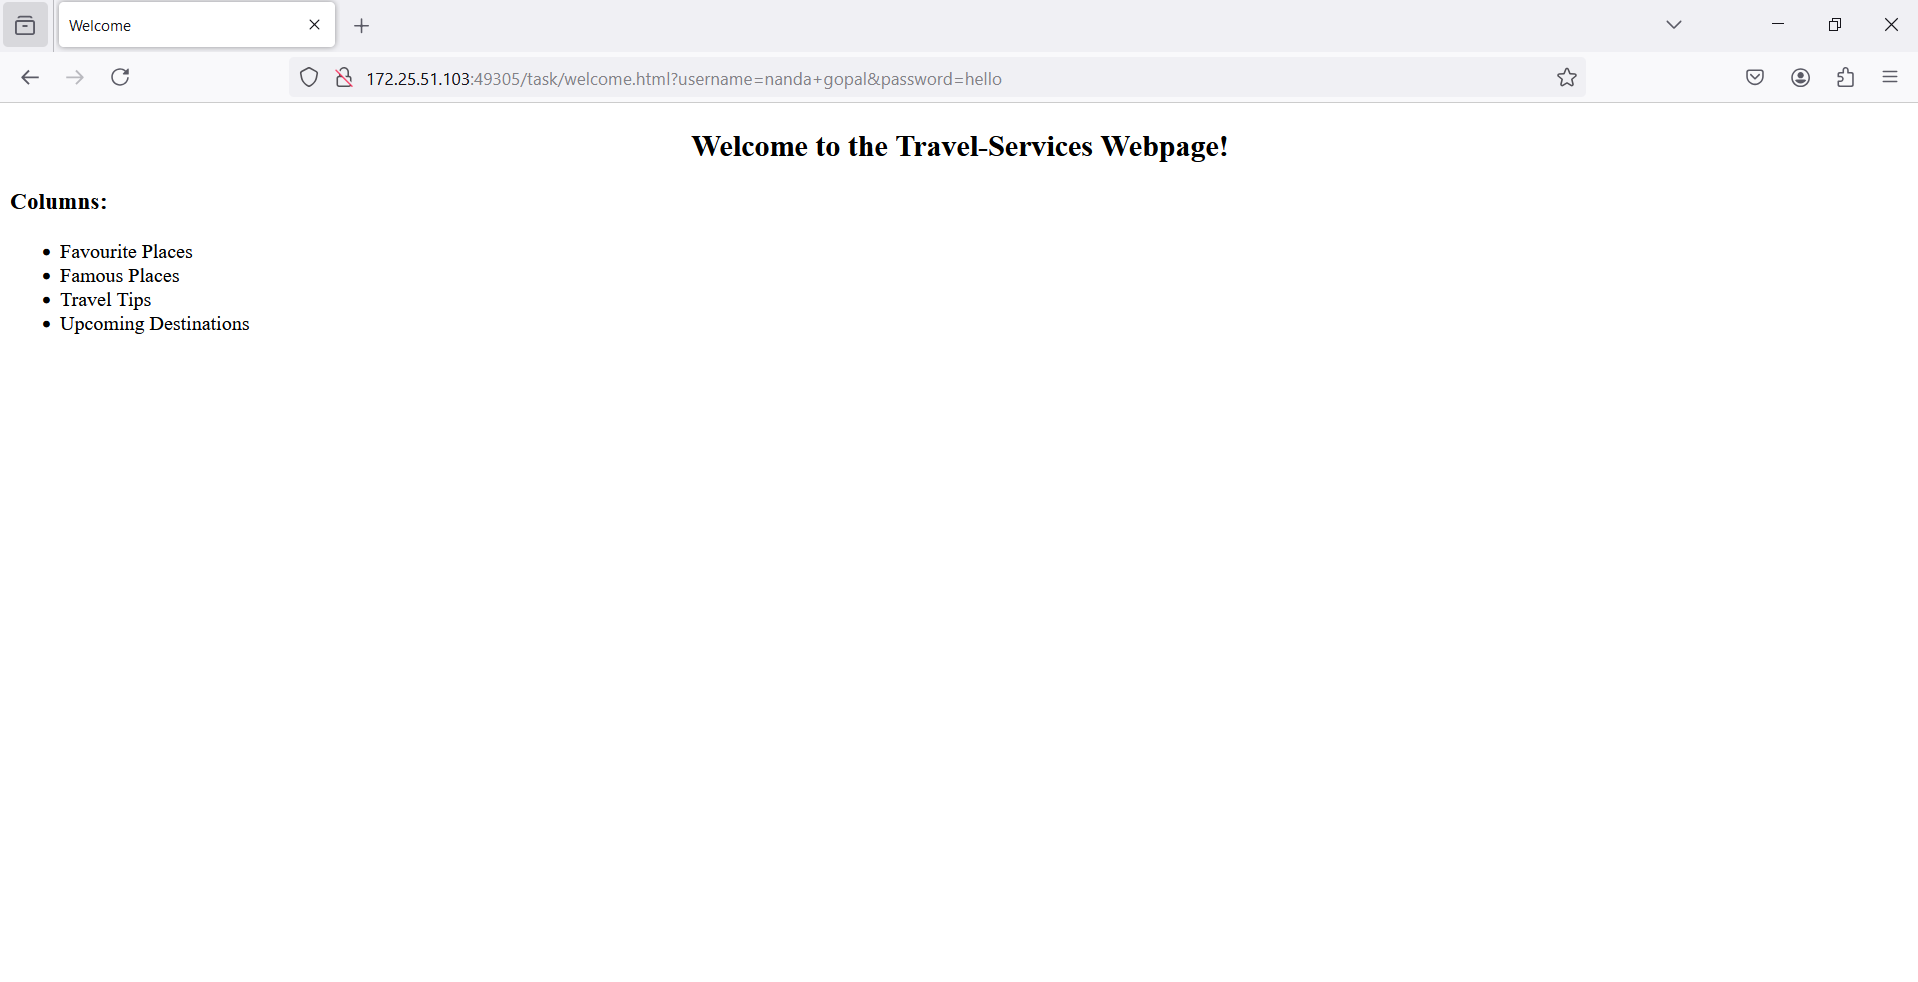 Welcome
172.25.51.103:49305/task/welcome.html?username=nanda+gopal&password=hello
Welcome to the Travel-Services Webpage!
Columns:
Favourite Places
Famous Places
Travel Tips
Upcoming Destinations